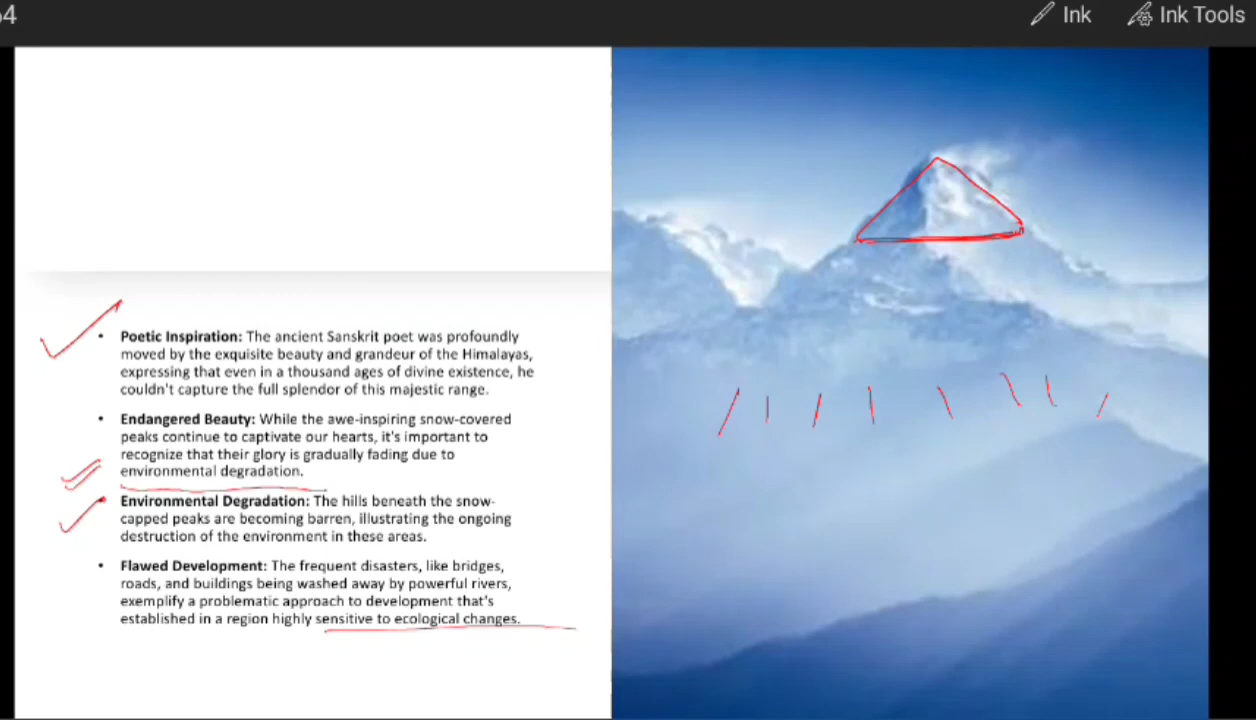 64
Ink
Ink Tools
• Poetic Inspiration: The ancient Sanskrit poet was profoundly
moved by the exquisite beauty and grandeur of the Himalayas,
expressing that even in a thousand ages of divine existence, he
couldn't capture the full splendor of this majestic range.
• Endangered Beauty: While the awe-inspiring snow-covered
peaks continue to captivate our hearts, it's important to
recognize that their glory is gradually fading due to
environmental degradation.
• Environmental Degradation: The hills beneath the snow-
capped peaks are becoming barren, illustrating the ongoing
destruction of the environment in these areas.
• Flawed Development: The frequent disasters, like bridges,
roads, and buildings being washed away by powerful rivers,
exemplify a problematic approach to development that's
established in a region highly sensitive to ecological changes.